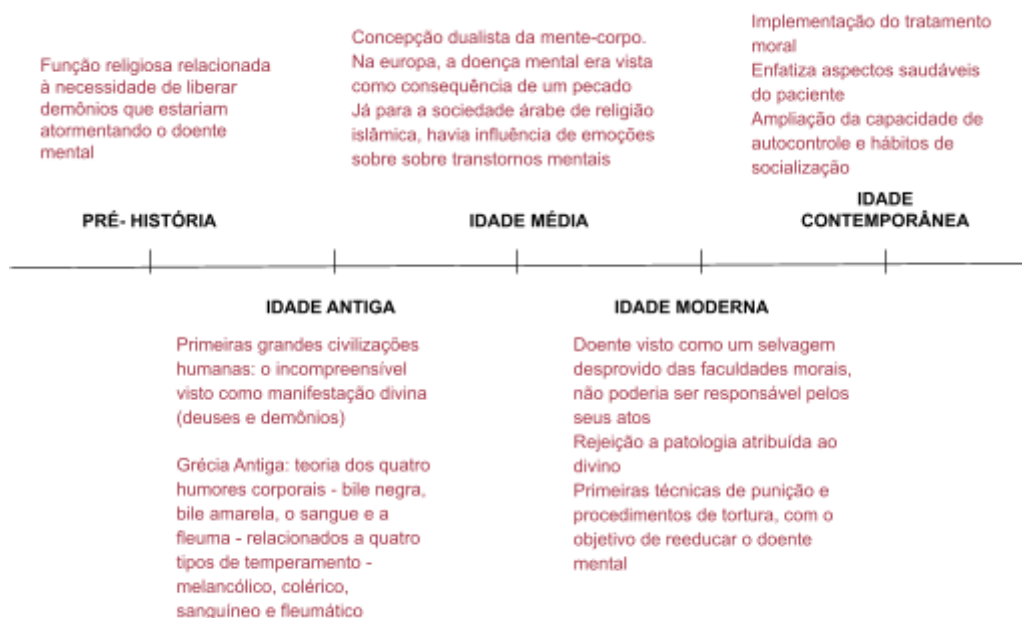 Função religiosa relacionada
à necessidade de liberar
demônios que estariam
atormentando o doente
mental
PRÉ- HISTÓRIA
Concepção dualista da mente-corpo.
Na europa, a doença mental era vista
como consequência de um pecado
Já para a sociedade árabe de religião
islâmica, havia influência de emoções
sobre sobre transtornos mentais
IDADE MÉDIA
Implementação do tratamento
moral
Enfatiza aspectos saudáveis
do paciente
Ampliação da capacidade de
autocontrole e hábitos de
socialização
IDADE
CONTEMPORÂNEA
IDADE ANTIGA
Primeiras grandes civilizações
humanas: o incompreensível
visto como manifestação divina
(deuses e demônios)
Grécia Antiga: teoria dos quatro
humores corporais - bile negra,
bile amarela, o sangue e a
fleuma - relacionados a quatro
tipos de temperamento -
melancólico, colérico,
sanguíneo e fleumático
IDADE MODERNA
Doente visto como um selvagem
desprovido das faculdades morais,
não poderia ser responsável pelos
seus atos
Rejeição a patologia atribuída ao
divino
Primeiras técnicas de punição e
procedimentos de tortura, com o
objetivo de reeducar o doente
mental